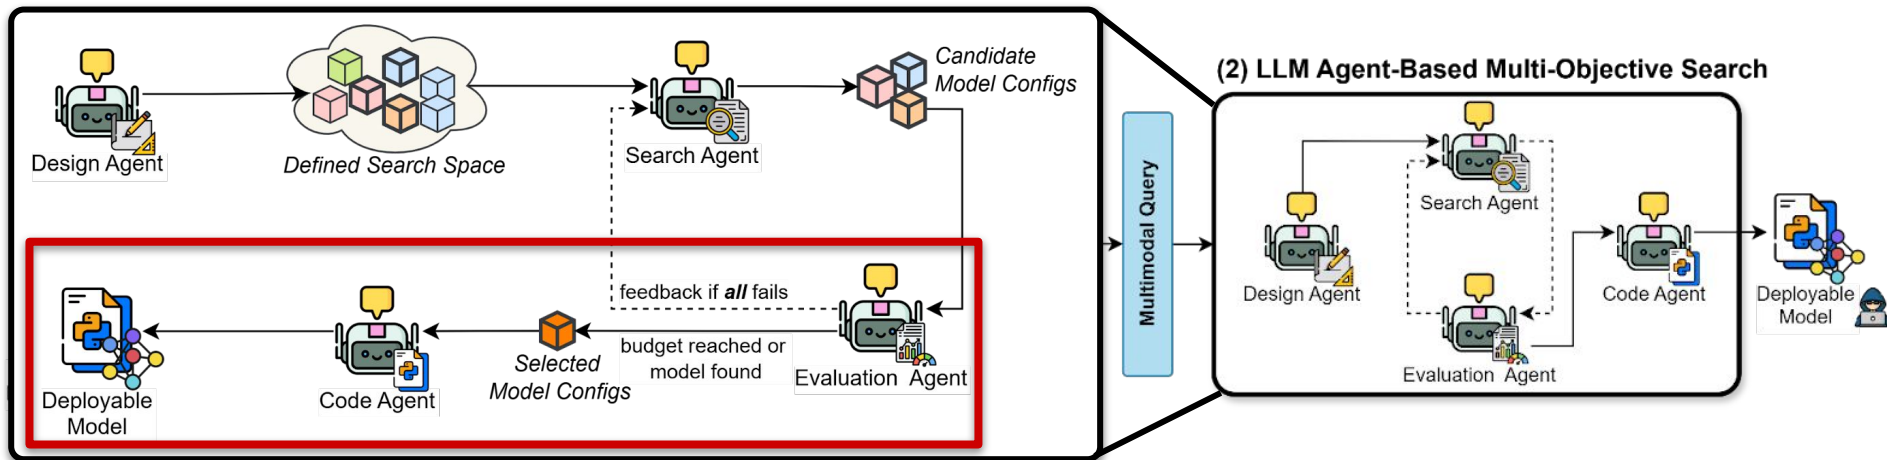 Design Agent
Defined Search Space
Search Agent
Candidate
Model Configs
feedback if all fails
budget reached or
model found
Evaluation Agent
Selected
Model Configs
Code Agent
Deployable
Model
Multimodal Query
(2) LLM Agent-Based Multi-Objective Search
Search Agent
Design Agent
Evaluation Agent
Code Agent
Deployable
Model